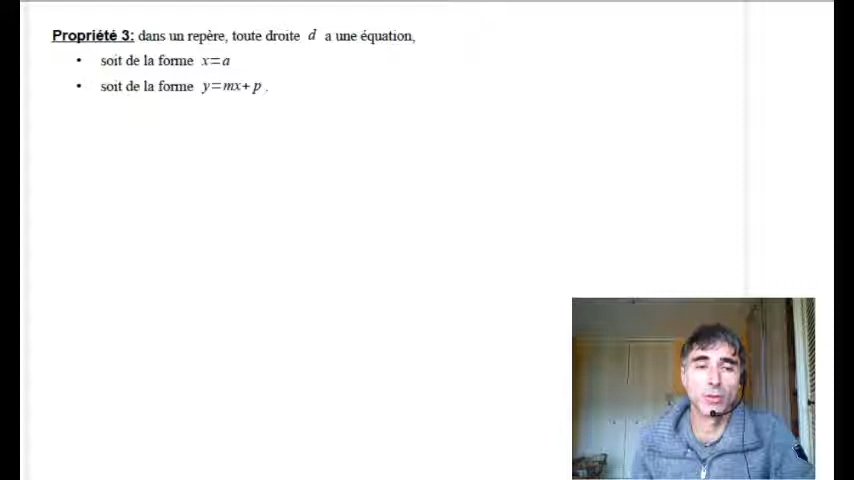 Propriété 3: dans un repère, toute droite d a une équation,
• soit de la forme x=a
• soit de la forme y=mx+p .